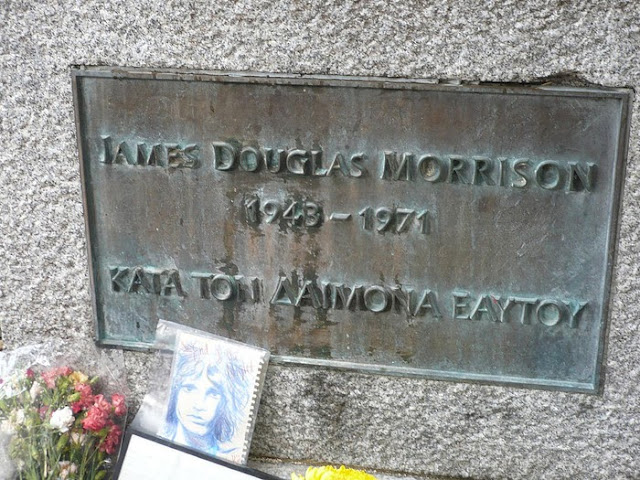 JAMES DOUGLAS MORRISON
1943 – 1971
ΚΑΤΑ ΤΟΝ ΔΑΙΜΟΝΑ ΕΑΥΤΟΥ